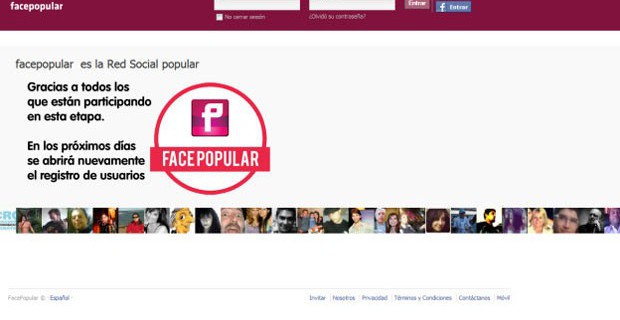 facepopular
Entrar
Entrar
No cerrar sesión
¿Olvidó su contraseña?
facepopular es la Red Social popular
Gracias a todos los
que están participando
en esta etapa.
En los próximos días
se abrirá nuevamente
el registro de usuarios
FACEPOPULAR
FacePopular © · Español ·
Invitar | Nosotros | Privacidad | Términos y Condiciones | Contáctanos | Móvil